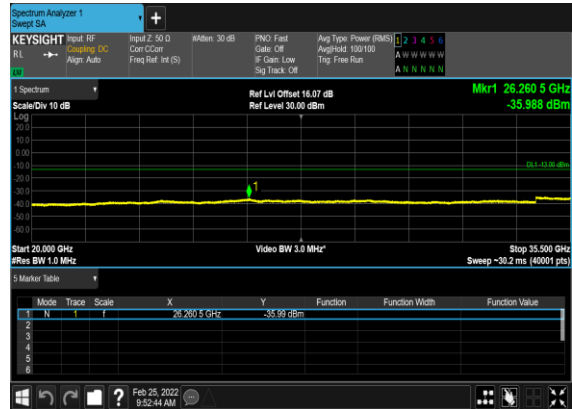 Spectrum Analyzer 1
Swept SA
+
KEYSIGHT Input: RF Input Z: 50 Ω #Atten: 30 dB PNO: Fast Avg Type: Power (RMS) 1 2 3 4 5 6
RL Coupling: DC Corr CCorr Gate: Off Avg|Hold: 100/100 A W W W W W
Align: Auto Freq Ref: Int (S) IF Gain: Low Trig: Free Run
Sig Track: Off A N N N N N
1 Spectrum Ref Lvl Offset 16.07 dB Mkr1 26.260 5 GHz
Scale/Div 10 dB Ref Level 30.00 dBm -35.988 dBm
Log
20.0
10.0
0.00
-10.0
DL1 -13.00 dBm
-20.0
1
-30.0
-40.0
-50.0
-60.0
Start 20.000 GHz Video BW 3.0 MHz* Stop 35.500 GHz
#Res BW 1.0 MHz Sweep ~30.2 ms (40001 pts)
5 Marker Table
Mode Trace Scale X Y Function Function Width Function Value
1 N 1 f 26.260 5 GHz -35.99 dBm
2
3
4
5
6
? Feb 25, 2022
9:52:44 AM